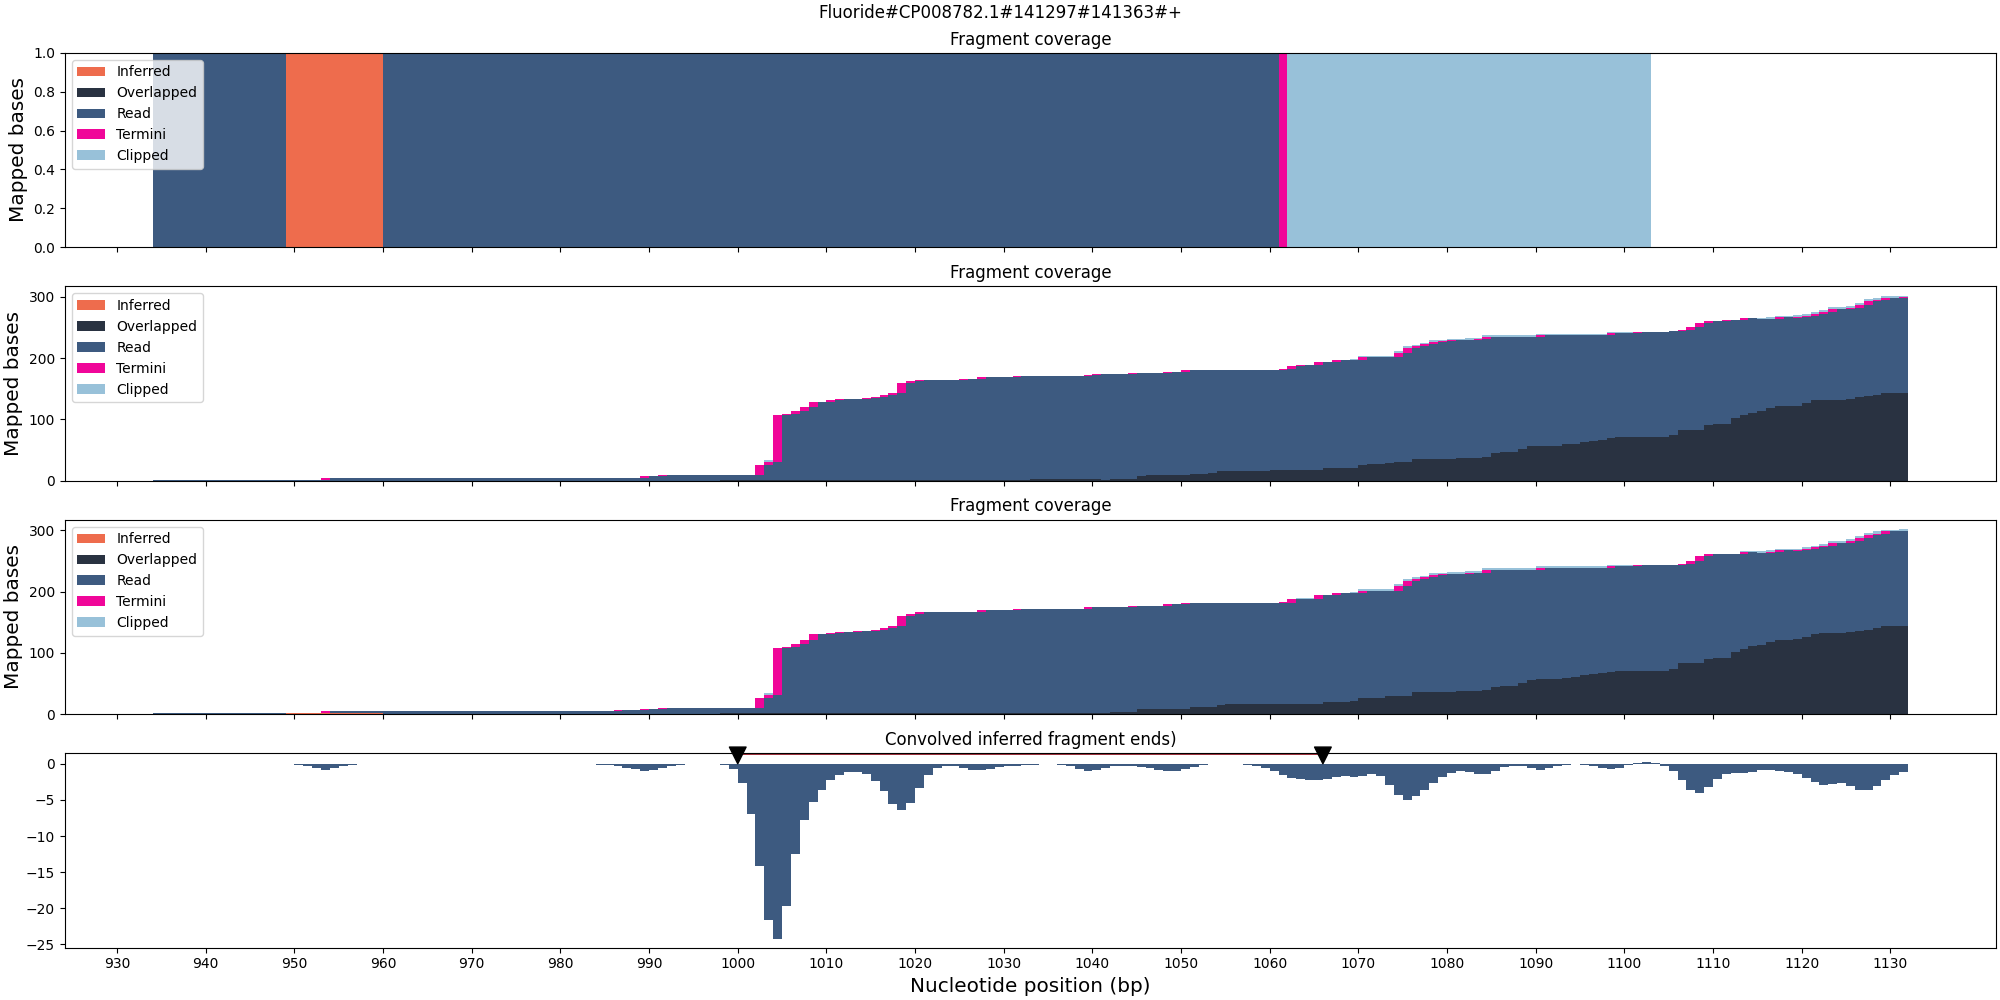 Fluoride#CP008782.1#141297#141363#+
Fragment coverage
Mapped bases
1.0
0.8
0.6
0.4
0.2
0.0
Inferred
Overlapped
Read
Termini
Clipped
Fragment coverage
Mapped bases
300
200
100
0
Inferred
Overlapped
Read
Termini
Clipped
Fragment coverage
Mapped bases
300
200
100
0
Inferred
Overlapped
Read
Termini
Clipped
Convolved inferred fragment ends)
0
−5
−10
−15
−20
−25
930 940 950 960 970 980 990 1000 1010 1020 1030 1040 1050 1060 1070 1080 1090 1100 1110 1120 1130
Nucleotide position (bp)